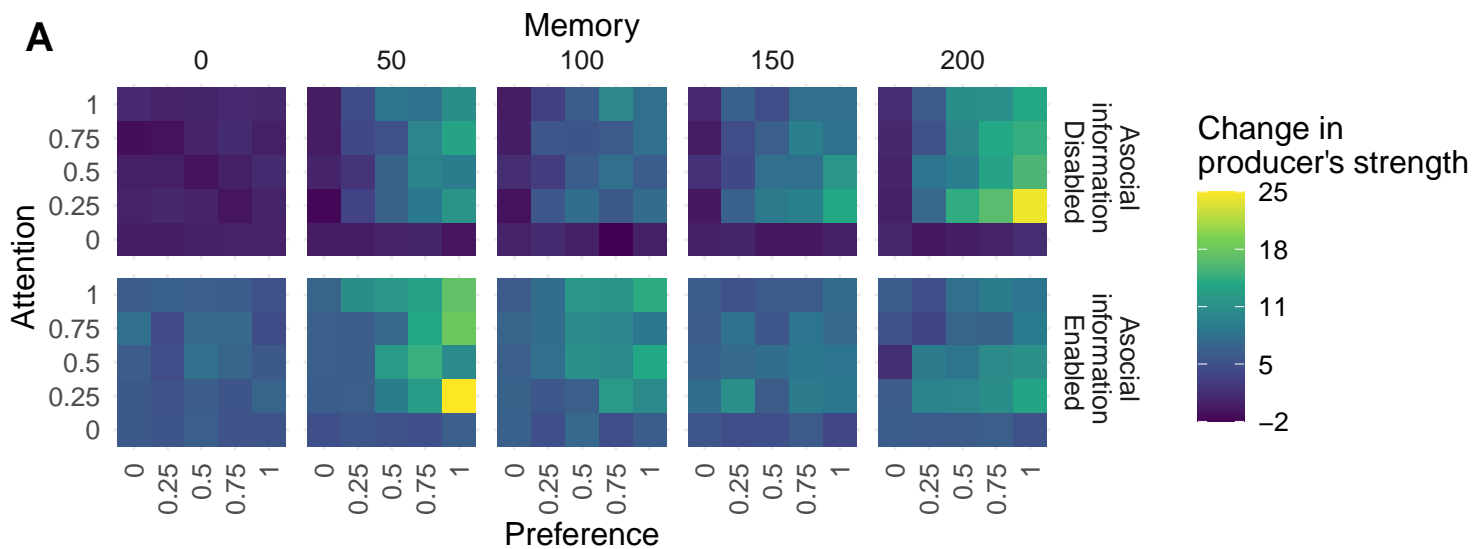 A
Memory
0 50 100 150 200
Attention
1
0.75
0.5
0.25
0
1
0.75
0.5
0.25
0
Asocial
information
Disabled
Asocial
information
Enabled
0 0.25 0.5 0.75 1 0 0.25 0.5 0.75 1 0 0.25 0.5 0.75 1 0 0.25 0.5 0.75 1 0 0.25 0.5 0.75 1
Preference
Change in
producer's strength
25
18
11
5
−2